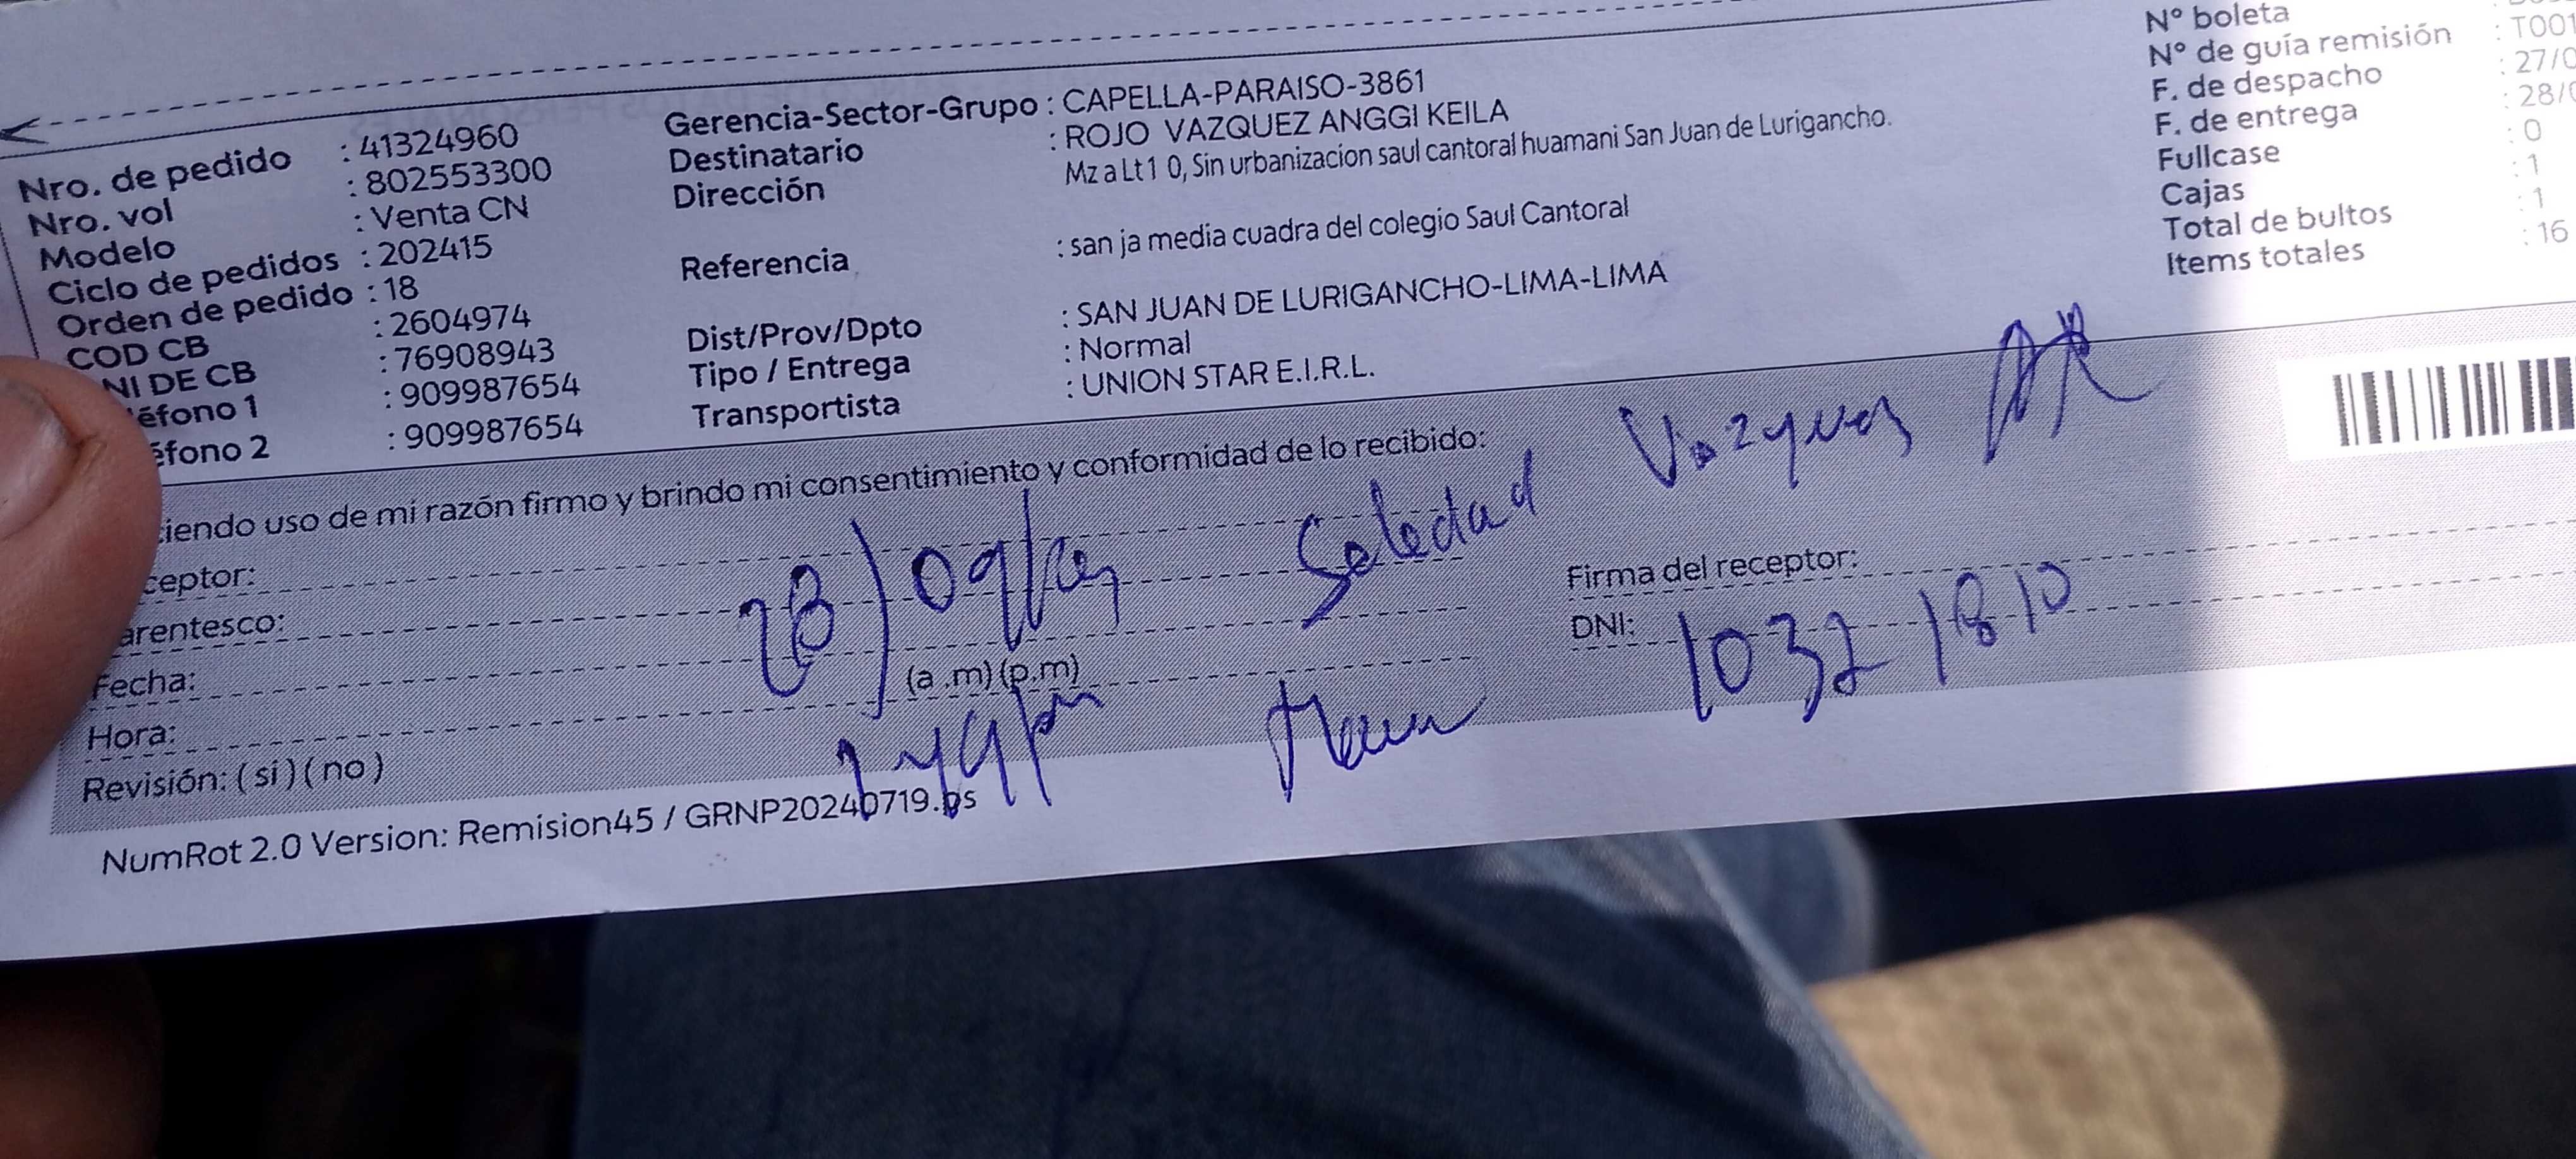 Nro. de pedido : 41324960
Nro. vol : 802553300
Modelo : Venta CN
Ciclo de pedidos : 202415
Orden de pedido : 18
COD CB : 2604974
NI DE CB : 76908943
éfono 1 : 909987654
éfono 2 : 909987654
Gerencia-Sector-Grupo : CAPELLA-PARAISO-3861
Destinatario : ROJO VAZQUEZ ANGGI KEILA
Dirección Mz a Lt 1 0, Sin urbanizacion saul cantoral huamani San Juan de Lurigancho.
Referencia : san ja media cuadra del colegio Saul Cantoral
Dist/Prov/Dpto : SAN JUAN DE LURIGANCHO-LIMA-LIMA
Tipo / Entrega : Normal
Transportista : UNION STAR E.I.R.L.
N° boleta
N° de guía remisión : T001
F. de despacho : 27/0
F. de entrega : 28/0
Fullcase : 0
Cajas : 1
Total de bultos : 1
Items totales : 16
iendo uso de mi razón firmo y brindo mi consentimiento y conformidad de lo recibido:
ceptor: Soledad Vazquez
arentesco:
Fecha: 28/09/
Hora: (a .m) (p.m)
Revisión: ( si ) ( no )
Firma del receptor:
DNI: 10321810
NumRot 2.0 Version: Remision45 / GRNP20240719.ps